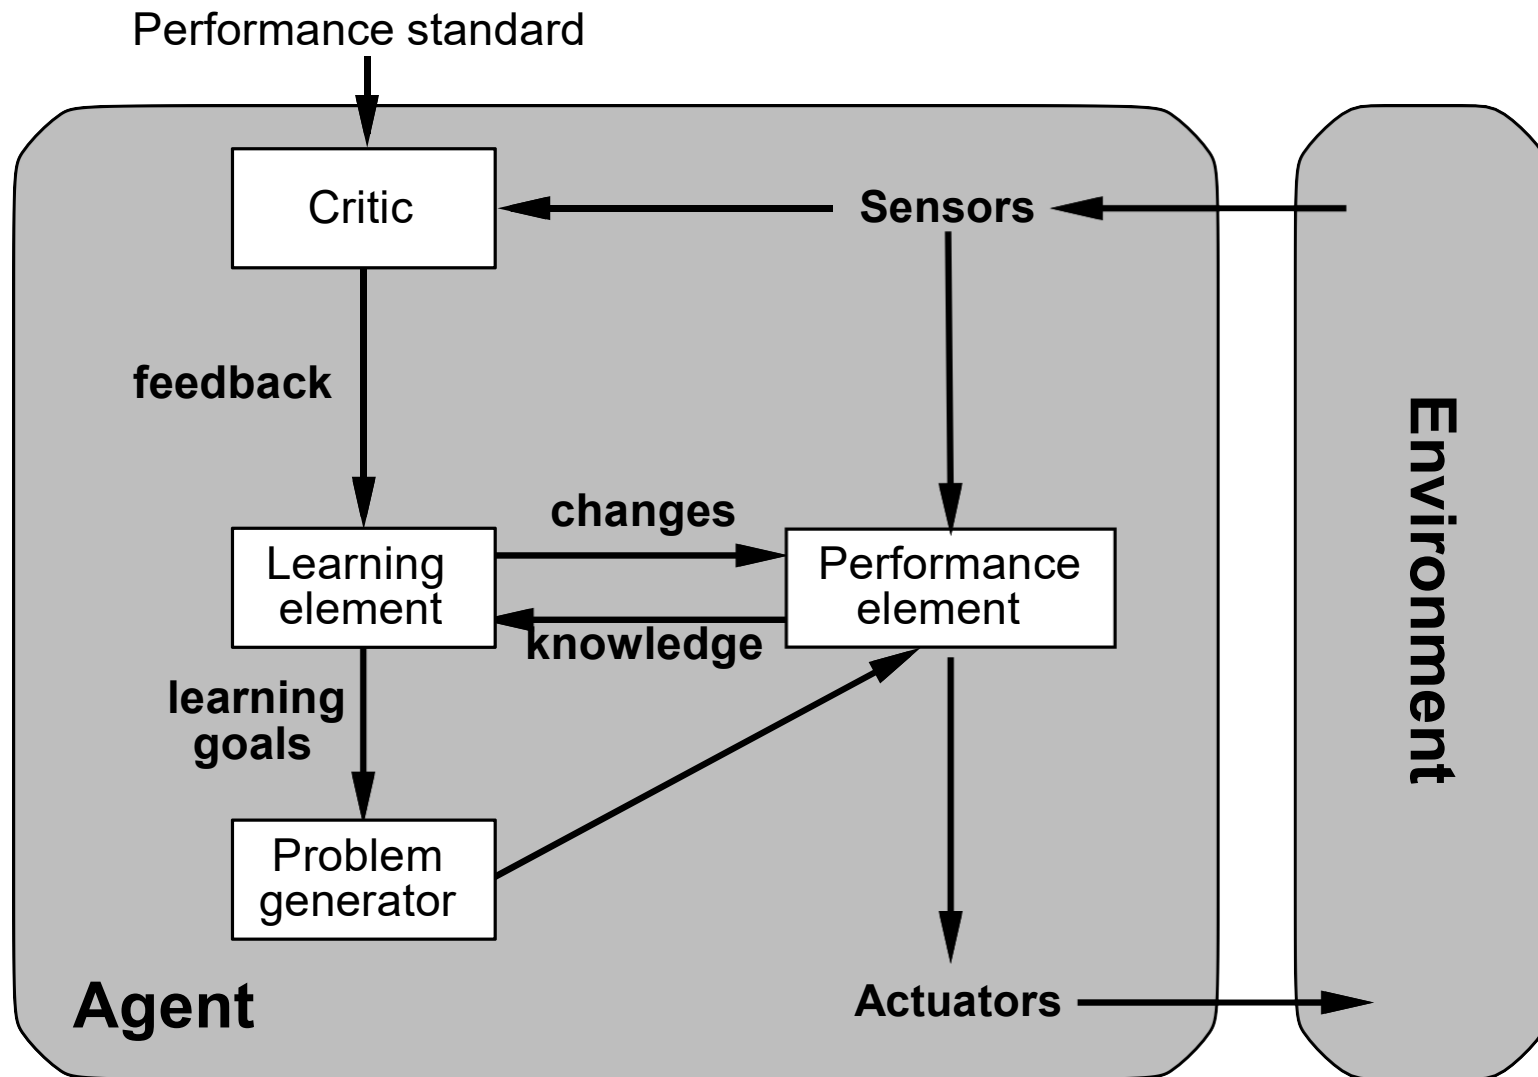 Performance standard
Critic
Sensors
feedback
changes
Learning
element
Performance
element
knowledge
learning
goals
Problem
generator
Agent
Actuators
Environment